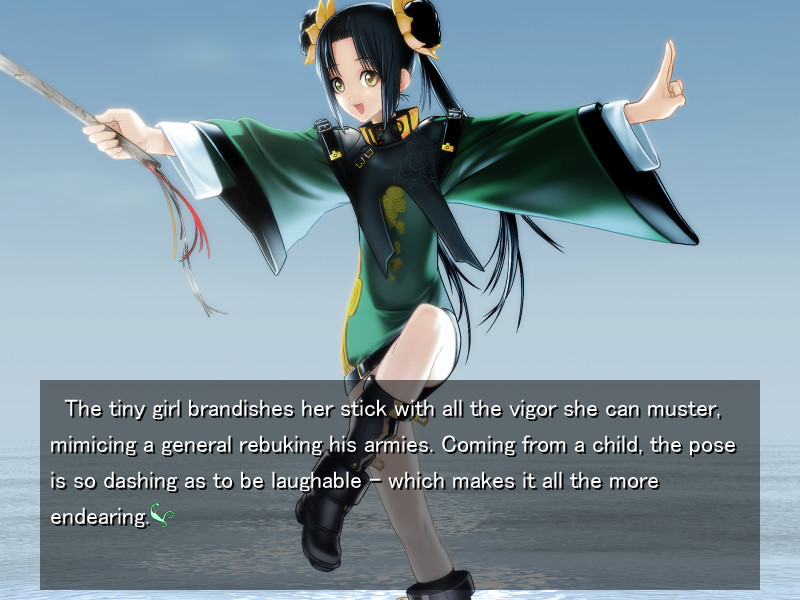 The tiny girl brandishes her stick with all the vigor she can muster,
mimicing a general rebuking his armies. Coming from a child, the pose
is so dashing as to be laughable – which makes it all the more
endearing.